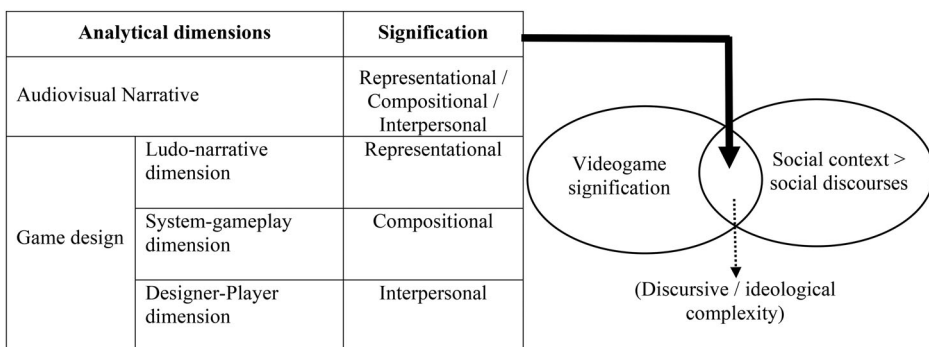 Analytical dimensions
Signification
Audiovisual Narrative
Representational /
Compositional /
Interpersonal
Game design
Ludo-narrative
dimension
Representational
System-gameplay
dimension
Compositional
Designer-Player
dimension
Interpersonal
Videogame
signification
Social context >
social discourses
(Discursive / ideological
complexity)